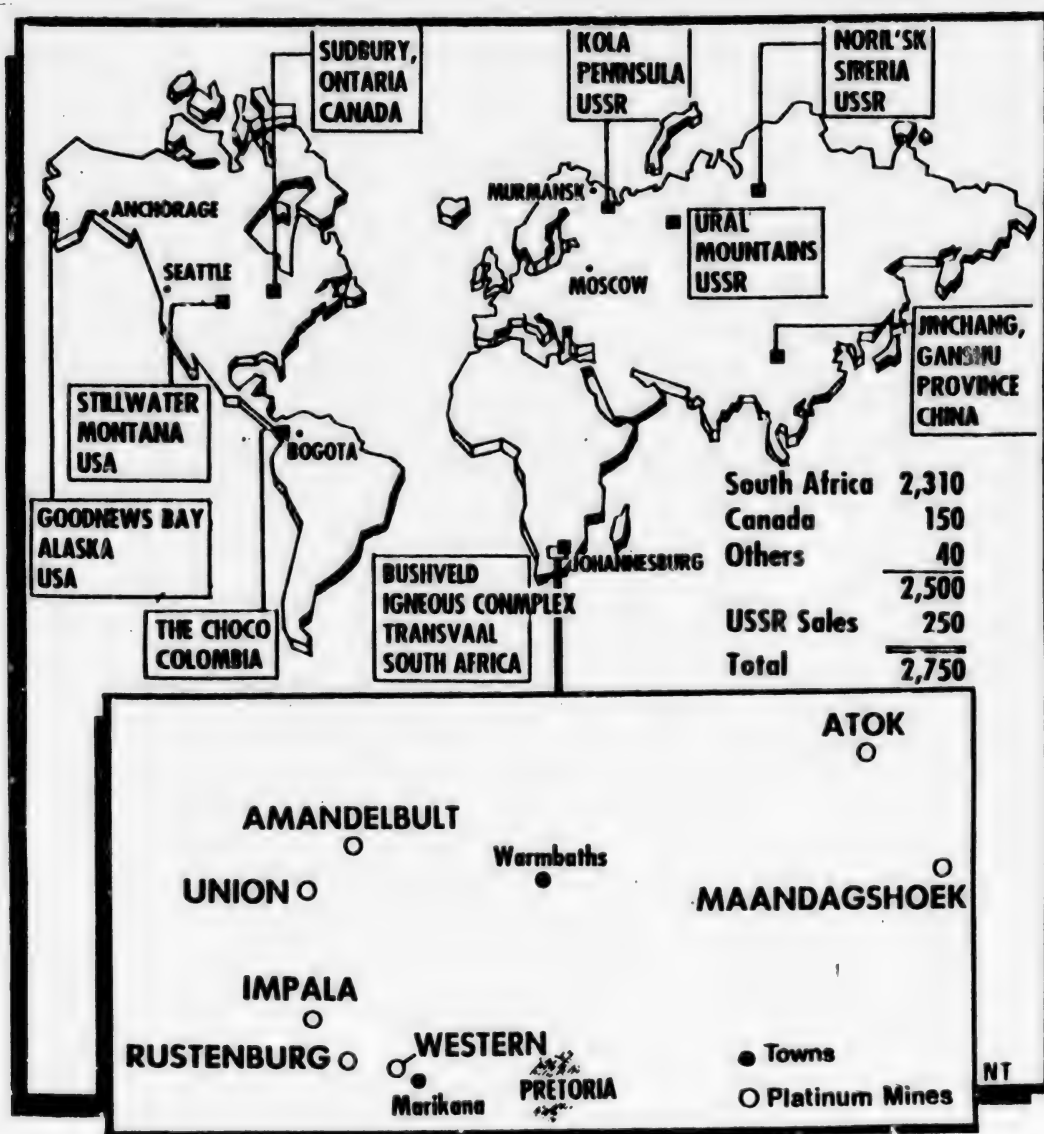 SUDBURY,
ONTARIA
CANADA
KOLA
PENINSULA
USSR
NORIL'SK
SIBERIA
USSR
MURMANSK
ANCHORAGE
SEATTLE
URAL
MOUNTAINS
USSR
MOSCOW
JINCHANG,
GANSHU
PROVINCE
CHINA
STILLWATER
MONTANA
USA
BOGOTA
GOODNEWS BAY
ALASKA
USA
THE CHOCO
COLOMBIA
JOHANNESBURG
BUSHVELD
IGNEOUS CONMPLEX
TRANSVAAL
SOUTH AFRICA
South Africa 2,310
Canada 150
Others 40
2,500
USSR Sales 250
Total 2,750
ATOK
AMANDELBULT
Warmbaths
UNION
MAANDAGSHOEK
IMPALA
RUSTENBURG
WESTERN
Marikana
PRETORIA
Towns
Platinum Mines
NT